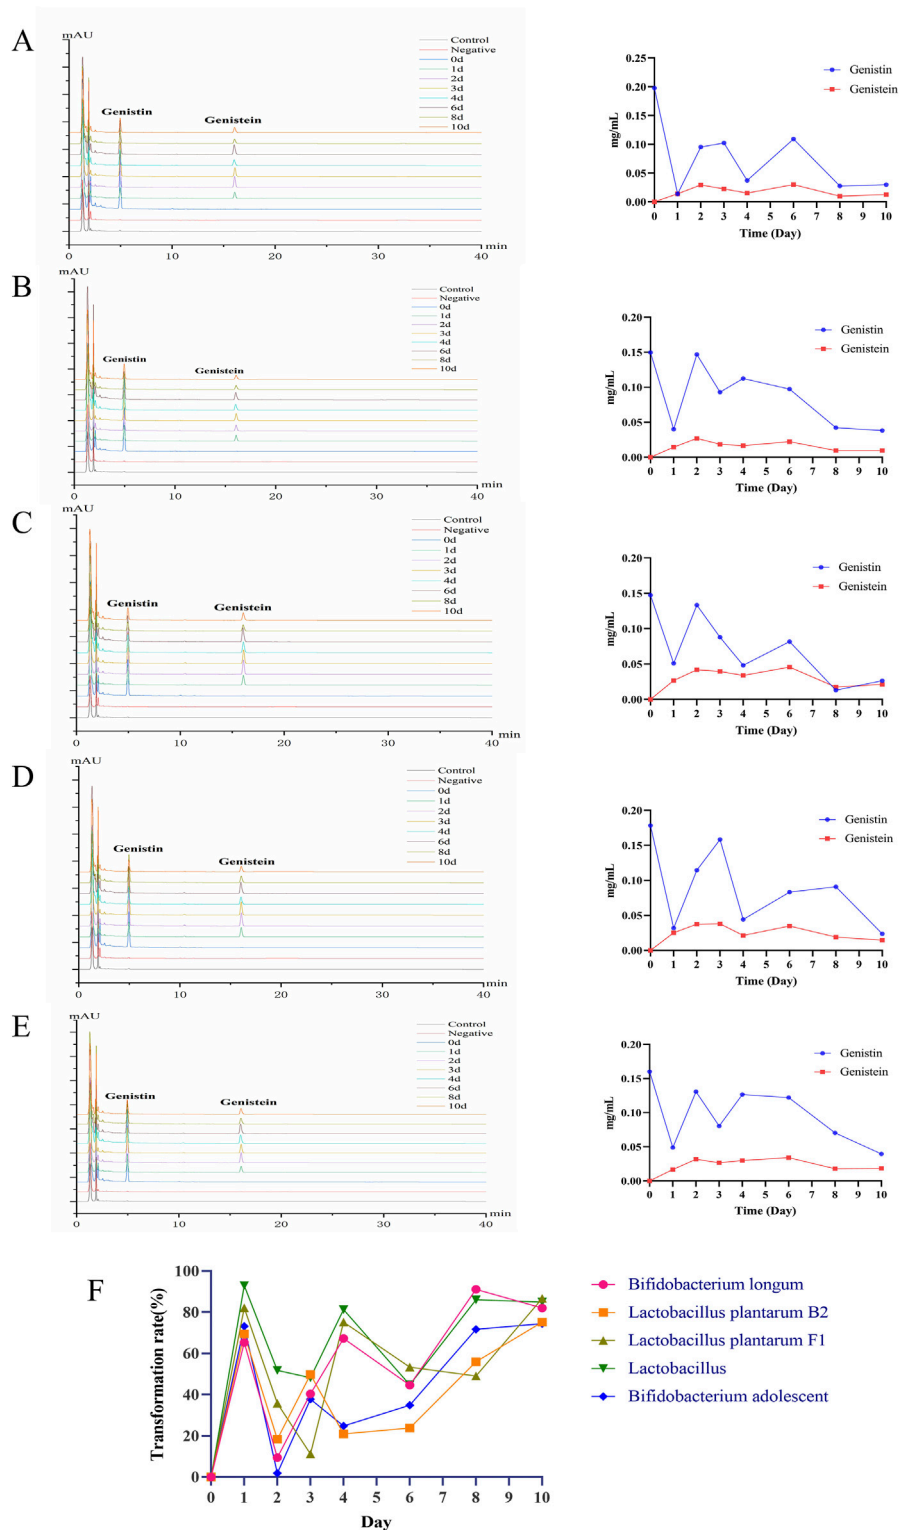 A
mAU
Control
Negative
0d
1d
2d
3d
4d
6d
8d
10d
Genistin
Genistein
0
10
20
30
40
min
0.25
0.20
0.15
0.10
0.05
0.00
mg/mL
Genistin
Genistein
0 1 2 3 4 5 6 7 8 9 10
Time (Day)
B
mAU
Control
Negative
0d
1d
2d
3d
4d
6d
8d
10d
Genistin
Genistein
0
10
20
30
40
min
0.20
0.15
0.10
0.05
0.00
mg/mL
Genistin
Genistein
0 1 2 3 4 5 6 7 8 9 10
Time (Day)
C
mAU
Control
Negative
0d
1d
2d
3d
4d
6d
8d
10d
Genistin
Genistein
0
10
20
30
40
min
0.20
0.15
0.10
0.05
0.00
mg/mL
Genistin
Genistein
0 1 2 3 4 5 6 7 8 9 10
Time (Day)
D
mAU
Control
Negative
0d
1d
2d
3d
4d
6d
8d
10d
Genistin
Genistein
0
10
20
30
40
min
0.20
0.15
0.10
0.05
0.00
mg/mL
Genistin
Genistein
0 1 2 3 4 5 6 7 8 9 10
Time (Day)
E
mAU
Control
Negative
0d
1d
2d
3d
4d
6d
8d
10d
Genistin
Genistein
0
10
20
30
40
min
0.20
0.15
0.10
0.05
0.00
mg/mL
Genistin
Genistein
0 1 2 3 4 5 6 7 8 9 10
Time (Day)
F
100
80
60
40
20
0
Transformation rate(%)
0 1 2 3 4 5 6 7 8 9 10
Day
Bifidobacterium longum
Lactobacillus plantarum B2
Lactobacillus plantarum F1
Lactobacillus
Bifidobacterium adolescent